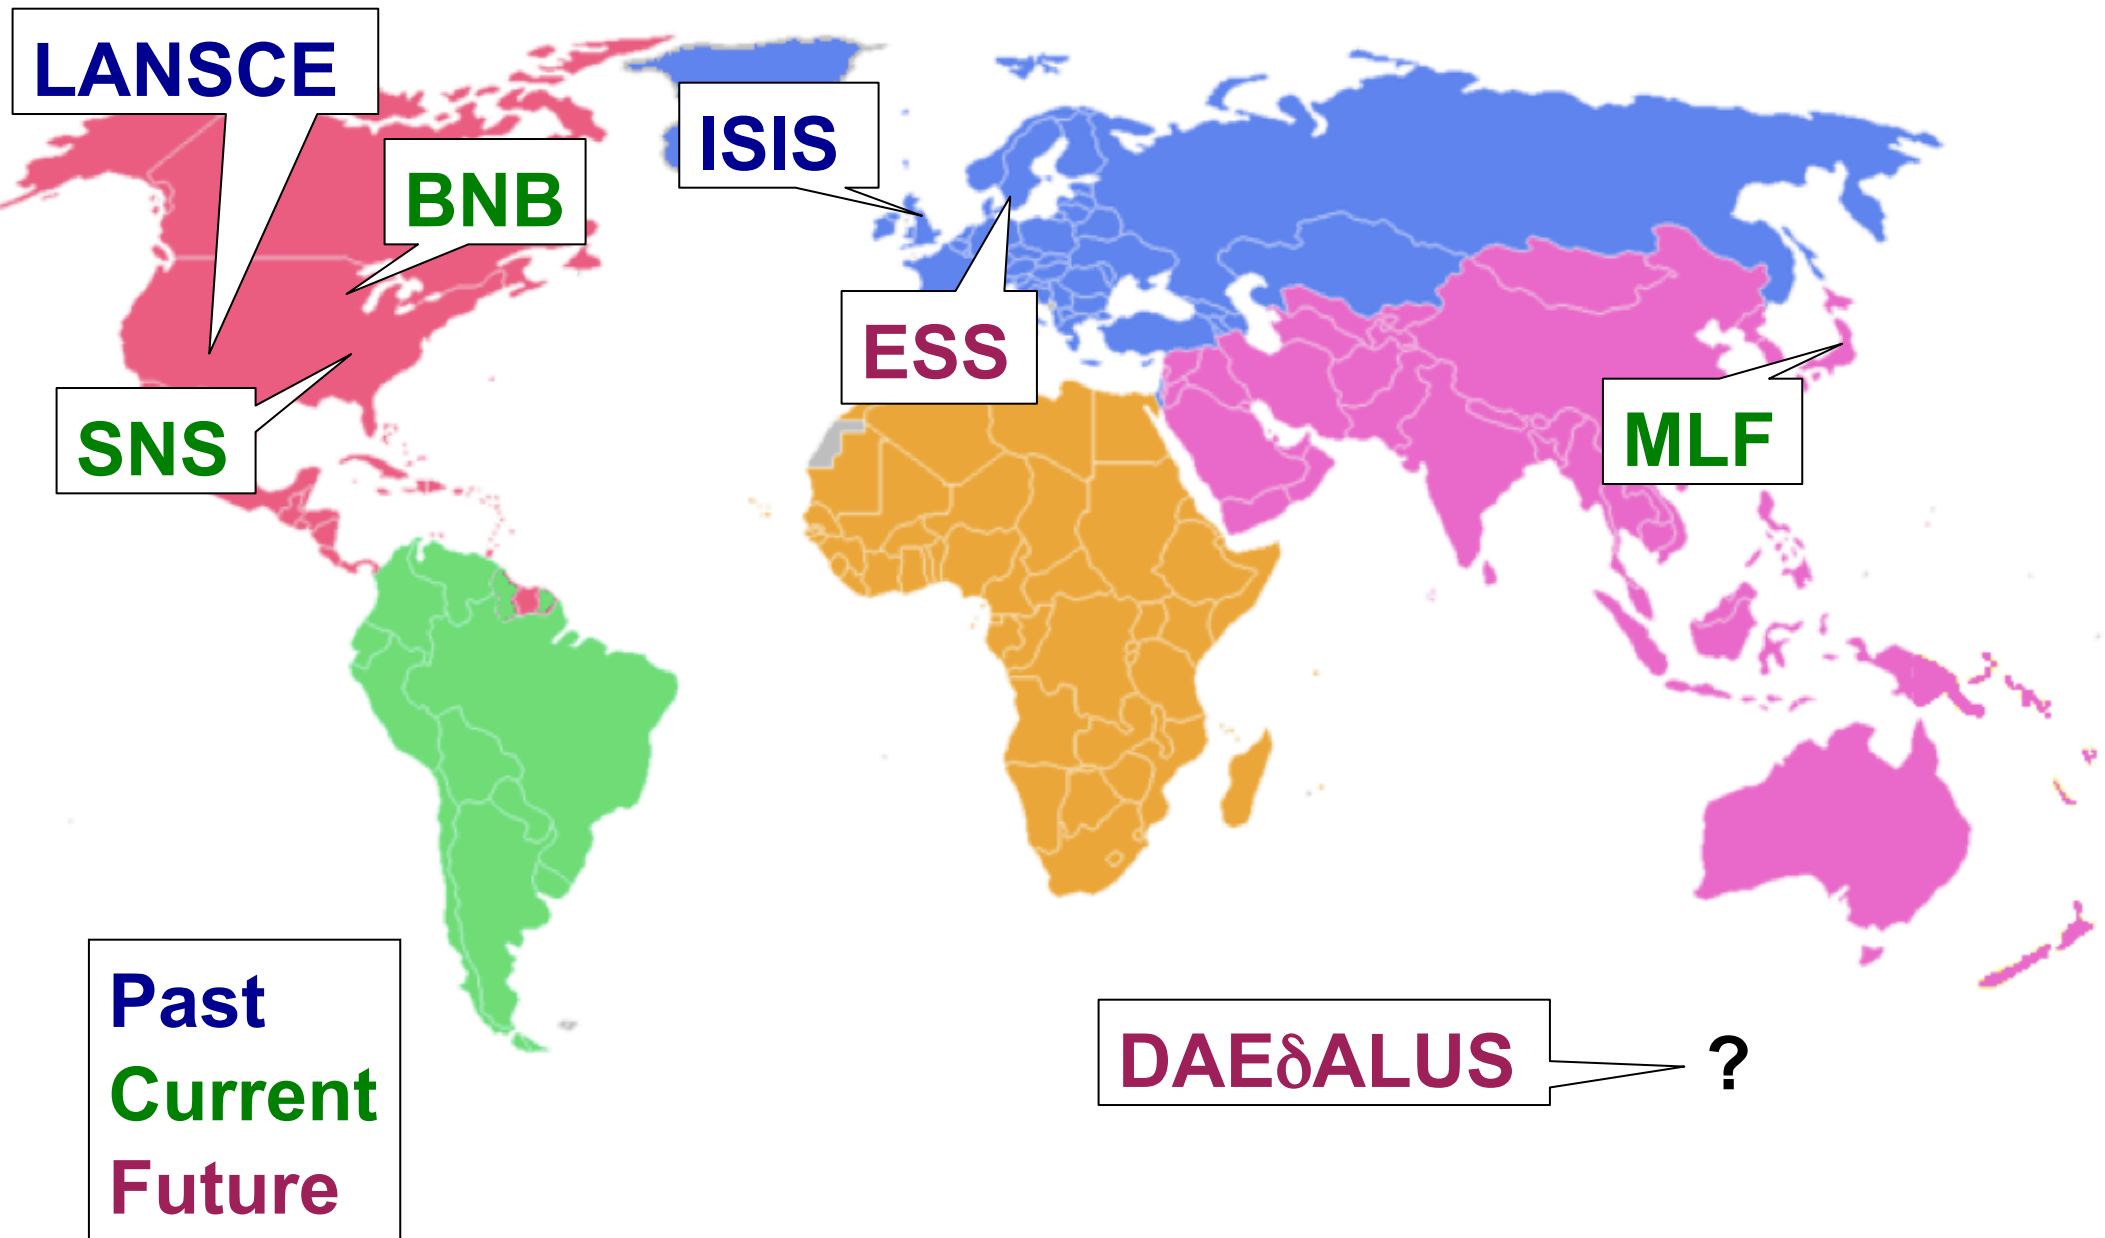 LANSCE
BNB
ISIS
ESS
SNS
MLF
DAEδALUS
?
Past
Current
Future